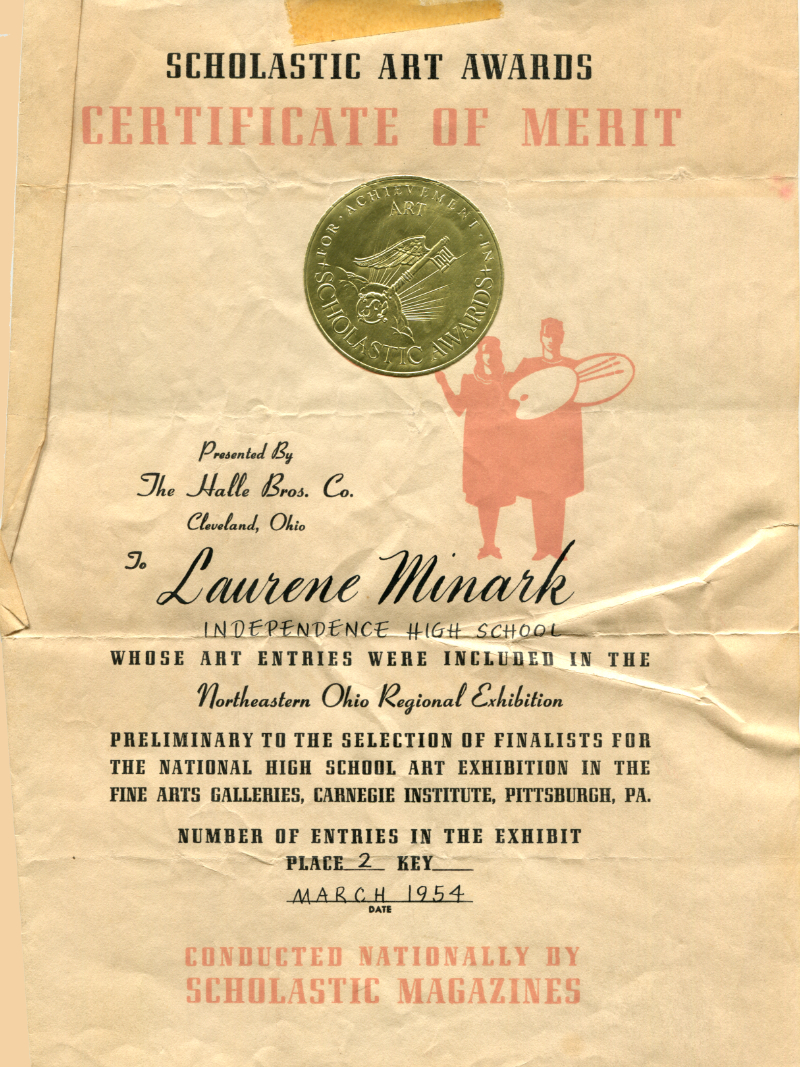 SCHOLASTIC ART AWARDS
CERTIFICATE OF MERIT
FOR · ACHIEVEMENT · IN
ART
SCHOLASTIC AWARDS
Presented By
The Halle Bros. Co.
Cleveland, Ohio
To
Laurene Minark
INDEPENDENCE HIGH SCHOOL
WHOSE ART ENTRIES WERE INCLUDED IN THE
Northeastern Ohio Regional Exhibition
PRELIMINARY TO THE SELECTION OF FINALISTS FOR
THE NATIONAL HIGH SCHOOL ART EXHIBITION IN THE
FINE ARTS GALLERIES, CARNEGIE INSTITUTE, PITTSBURGH, PA.
NUMBER OF ENTRIES IN THE EXHIBIT
PLACE 2 KEY
MARCH 1954
DATE
CONDUCTED NATIONALLY BY
SCHOLASTIC MAGAZINES